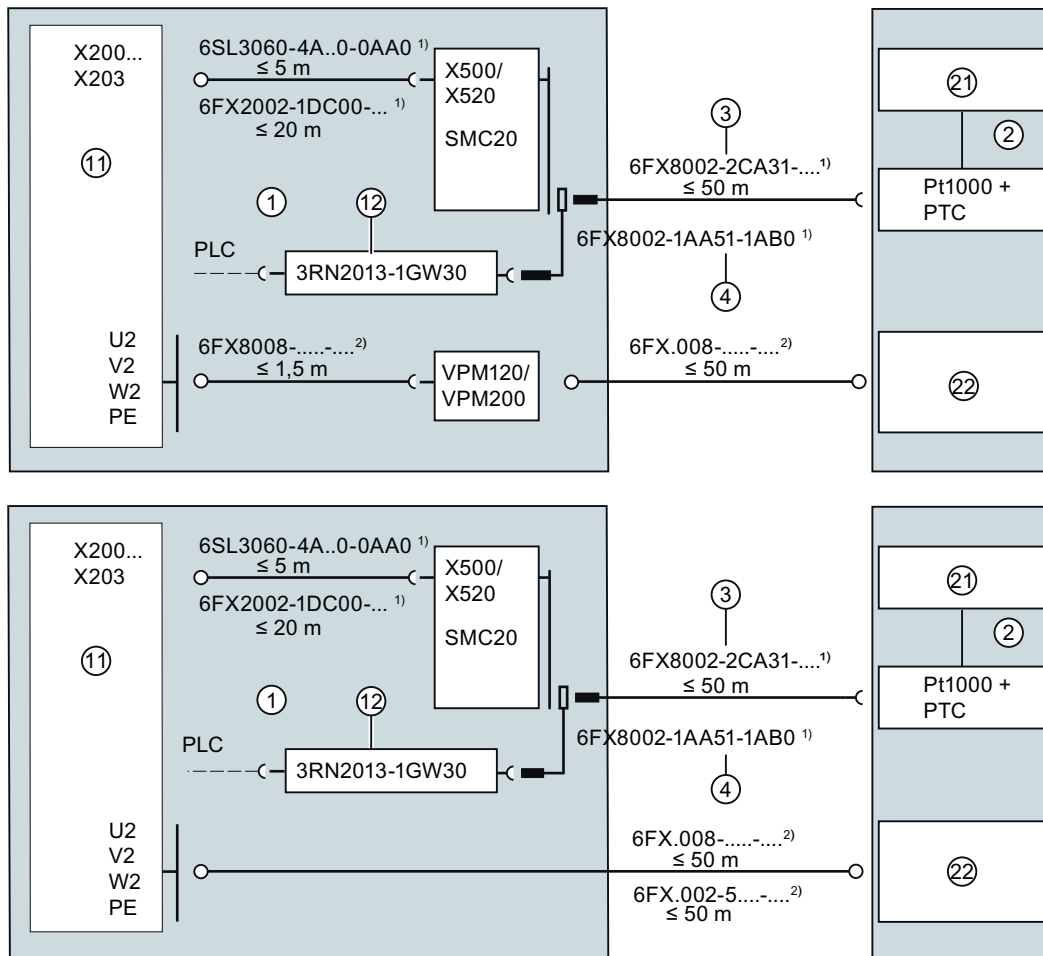 X200...
X203
11
6SL3060-4A..0-0AA0 1)
≤ 5 m
6FX2002-1DC00-... 1)
≤ 20 m
X500/
X520
SMC20
1
12
PLC
3RN2013-1GW30
3
6FX8002-2CA31-....1)
≤ 50 m
6FX8002-1AA51-1AB0 1)
4
21
2
Pt1000 +
PTC
U2
V2
W2
PE
6FX8008-.....-....2)
≤ 1,5 m
VPM120/
VPM200
6FX.008-.....-....2)
≤ 50 m
22
X200...
X203
11
6SL3060-4A..0-0AA0 1)
≤ 5 m
6FX2002-1DC00-... 1)
≤ 20 m
X500/
X520
SMC20
1
12
PLC
3RN2013-1GW30
3
6FX8002-2CA31-....1)
≤ 50 m
6FX8002-1AA51-1AB0 1)
4
21
2
Pt1000 +
PTC
U2
V2
W2
PE
6FX.008-.....-....2)
≤ 50 m
6FX.002-5....-....2)
≤ 50 m
22